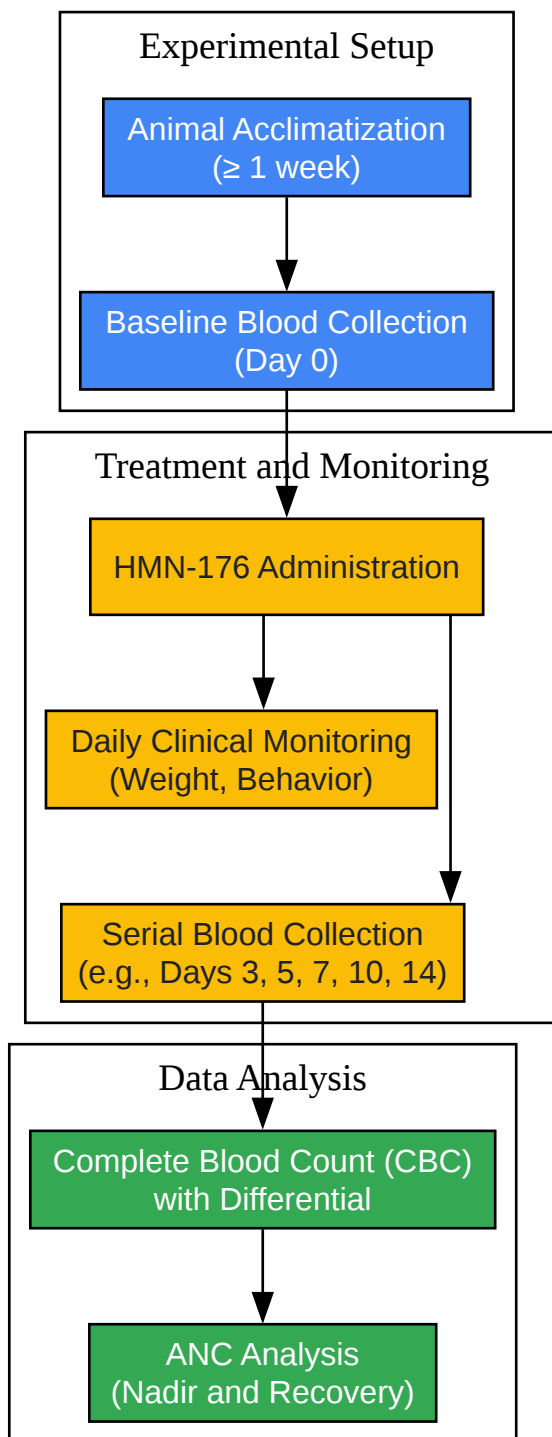 Experimental Setup
Animal Acclimatization
(≥ 1 week)
Baseline Blood Collection
(Day 0)
Treatment and Monitoring
HMN-176 Administration
Daily Clinical Monitoring
(Weight, Behavior)
Serial Blood Collection
(e.g., Days 3, 5, 7, 10, 14)
Data Analysis
Complete Blood Count (CBC)
with Differential
ANC Analysis
(Nadir and Recovery)